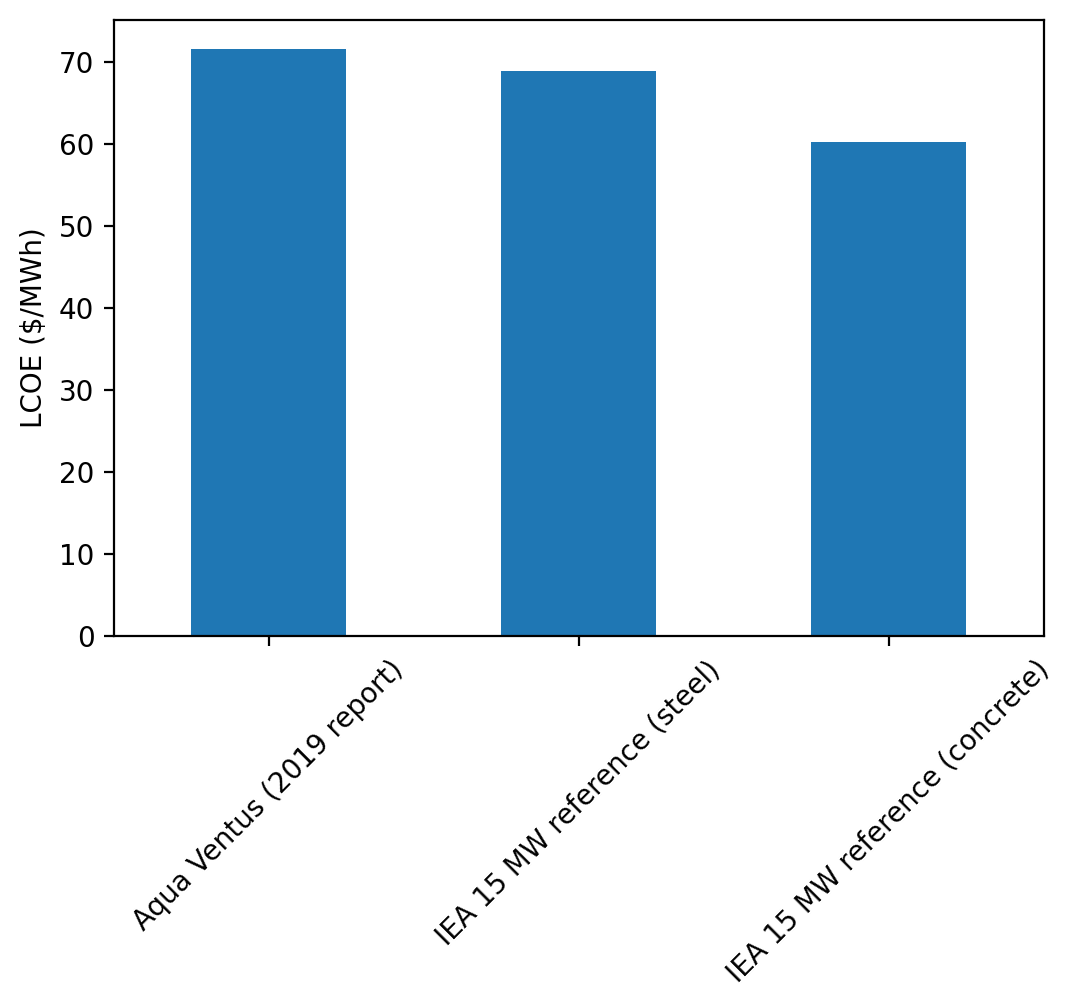 70
60
50
40
30
20
10
0
LCOE ($/MWh)
Aqua Ventus (2019 report)
IEA 15 MW reference (steel)
IEA 15 MW reference (concrete)